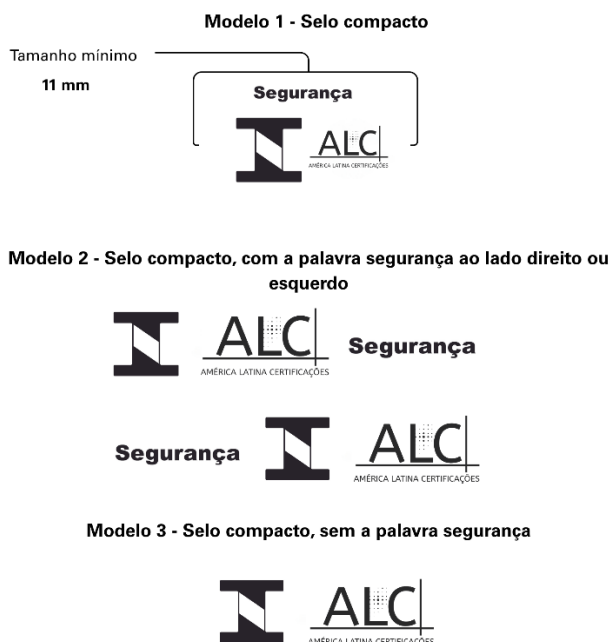 Modelo 1 - Selo compacto
Tamanho mínimo
11 mm
Segurança
ALC
AMÉRICA LATINA CERTIFICAÇÕES
Modelo 2 - Selo compacto, com a palavra segurança ao lado direito ou
esquerdo
ALC
AMÉRICA LATINA CERTIFICAÇÕES
Segurança
Segurança
ALC
AMÉRICA LATINA CERTIFICAÇÕES
Modelo 3 - Selo compacto, sem a palavra segurança
ALC
AMÉRICA LATINA CERTIFICAÇÕES